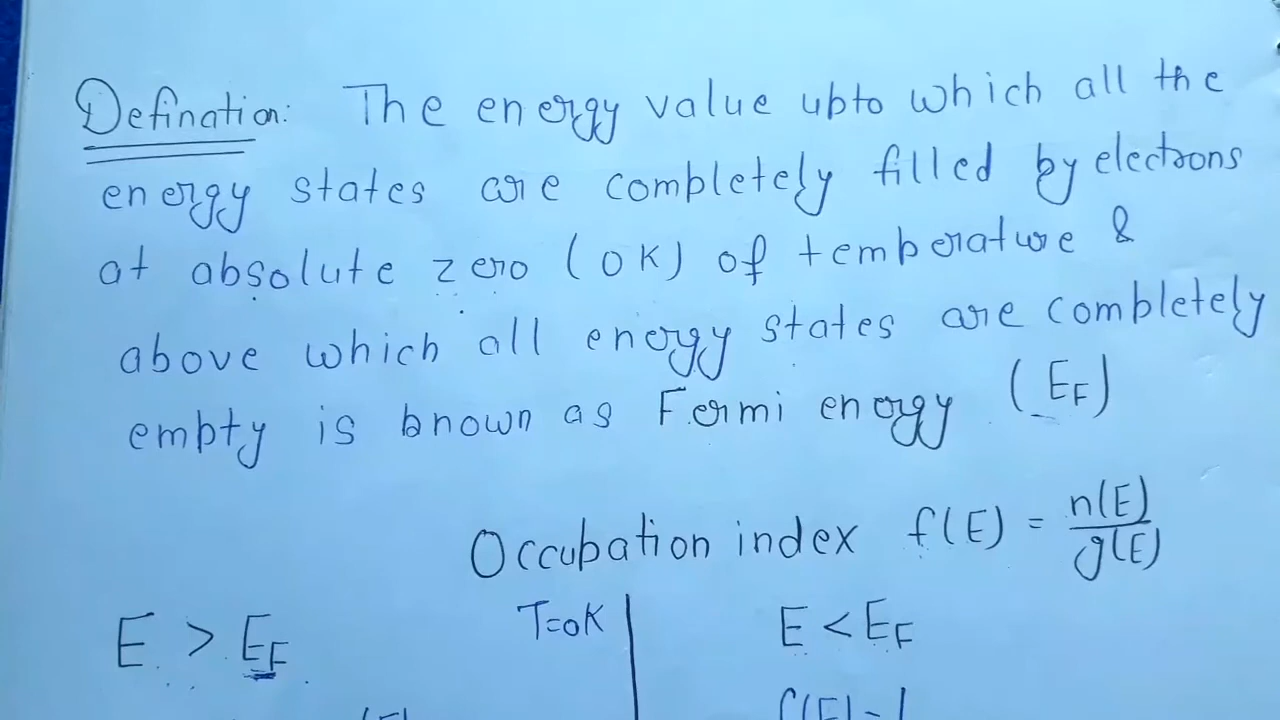 Defination: The energy value upto which all the
energy states are completely filled by electrons
at absolute zero (0K) of temperature &
above which all energy states are completely
empty is known as Fermi energy (EF)
Occupation index f(E) = n(E)/g(E)
E > EF T=0K E < EF